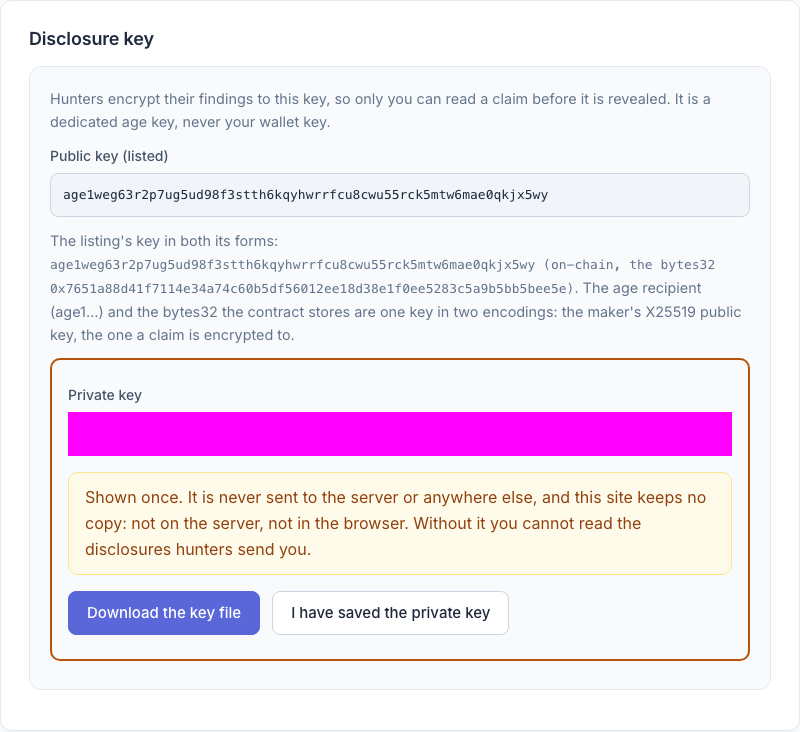 Disclosure key
Hunters encrypt their findings to this key, so only you can read a claim before it is revealed. It is a
dedicated age key, never your wallet key.
Public key (listed)
age1weg63r2p7ug5ud98f3stth6kqyhwrrfcu8cwu55rck5mtw6mae0qkjx5wy
The listing's key in both its forms:
age1weg63r2p7ug5ud98f3stth6kqyhwrrfcu8cwu55rck5mtw6mae0qkjx5wy (on-chain, the bytes32
0x7651a88d41f7114e34a74c60b5df56012ee18d38e1f0ee5283c5a9b5bb5bee5e). The age recipient
(age1…) and the bytes32 the contract stores are one key in two encodings: the maker's X25519 public
key, the one a claim is encrypted to.
Private key
Shown once. It is never sent to the server or anywhere else, and this site keeps no
copy: not on the server, not in the browser. Without it you cannot read the
disclosures hunters send you.
Download the key file
I have saved the private key